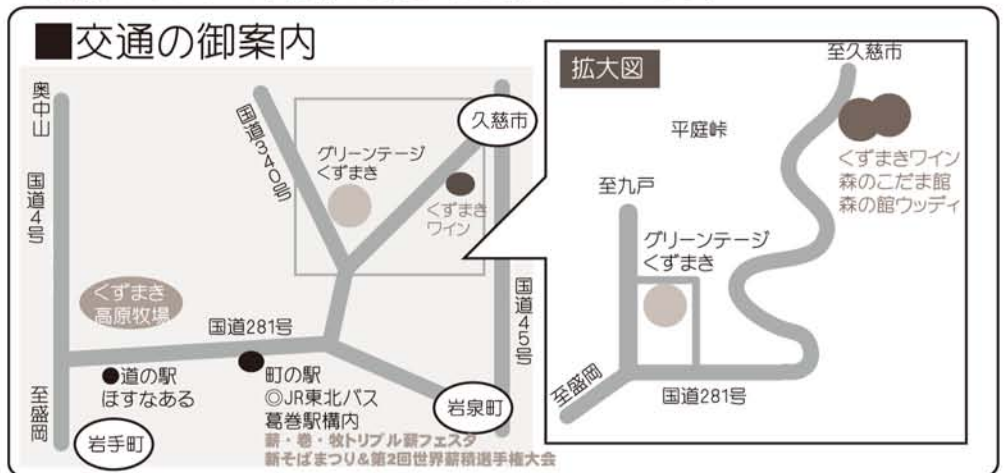 ■交通の御案内
奥中山
国道4号
至盛岡
国道340号
グリーンテージ
くずまき
久慈市
くずまき
ワイン
くずまき
高原牧場
国道281号
国道45号
●道の駅
ほすなある
町の駅
◎JR東北バス
葛巻駅構内
岩手町
岩泉町
薪・巻・牧トリプル薪フェスタ
新そばまつり&第2回世界薪積選手権大会
拡大図
至久慈市
平庭峠
くずまきワイン
森のこだま館
森の館ウッディ
至九戸
グリーンテージ
くずまき
至盛岡
国道281号